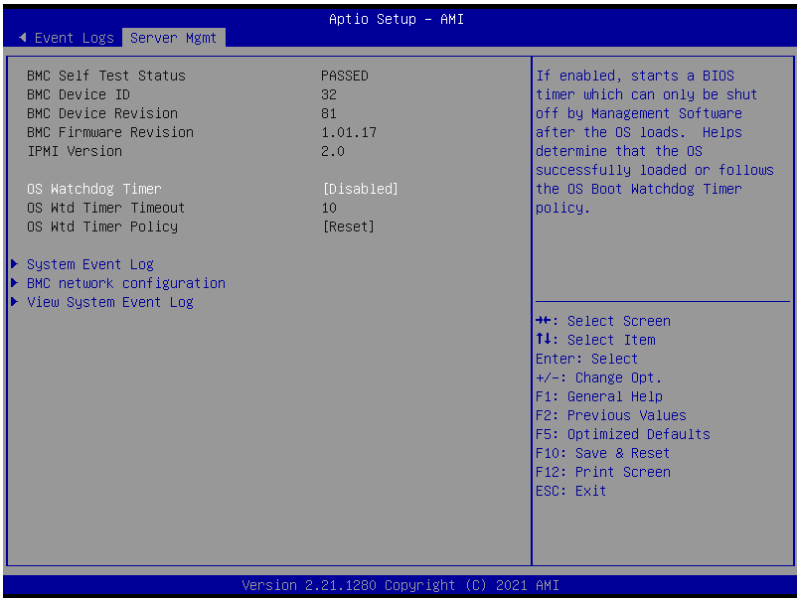 Aptio Setup – AMI
Event Logs Server Mgmt
BMC Self Test Status PASSED
BMC Device ID 32
BMC Device Revision 81
BMC Firmware Revision 1.01.17
IPMI Version 2.0
OS Watchdog Timer [Disabled]
OS Wtd Timer Timeout 10
OS Wtd Timer Policy [Reset]
System Event Log
BMC network configuration
View System Event Log
If enabled, starts a BIOS
timer which can only be shut
off by Management Software
after the OS loads.  Helps
determine that the OS
successfully loaded or follows
the OS Boot Watchdog Timer
policy.
→←: Select Screen
↑↓: Select Item
Enter: Select
+/-: Change Opt.
F1: General Help
F2: Previous Values
F5: Optimized Defaults
F10: Save & Reset
F12: Print Screen
ESC: Exit
Version 2.21.1280 Copyright (C) 2021 AMI